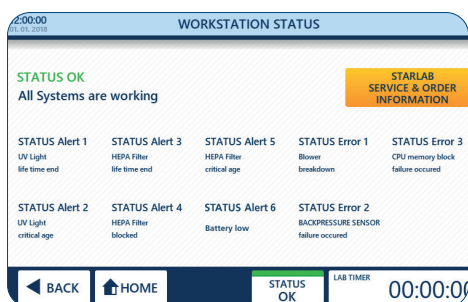 2:00:00
01. 01. 2018
WORKSTATION STATUS
STATUS OK
All Systems are working
STARLAB
SERVICE & ORDER
INFORMATION
STATUS Alert 1
UV Light
life time end
STATUS Alert 3
HEPA Filter
life time end
STATUS Alert 5
HEPA Filter
critical age
STATUS Error 1
Blower
breakdown
STATUS Error 3
CPU memory block
failure occured
STATUS Alert 2
UV Light
critical age
STATUS Alert 4
HEPA Filter
blocked
STATUS Alert 6
Battery low
STATUS Error 2
BACKPRESSURE SENSOR
failure occured
BACK
HOME
STATUS
OK
LAB TIMER
00:00:00